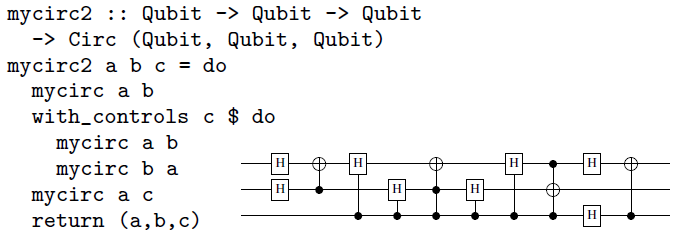 mycirc2 :: Qubit -> Qubit -> Qubit
  -> Circ (Qubit, Qubit, Qubit)
mycirc2 a b c = do
  mycirc a b
  with_controls c $ do
    mycirc a b
    mycirc b a
  mycirc a c
  return (a,b,c)
H H H H
H H H
H